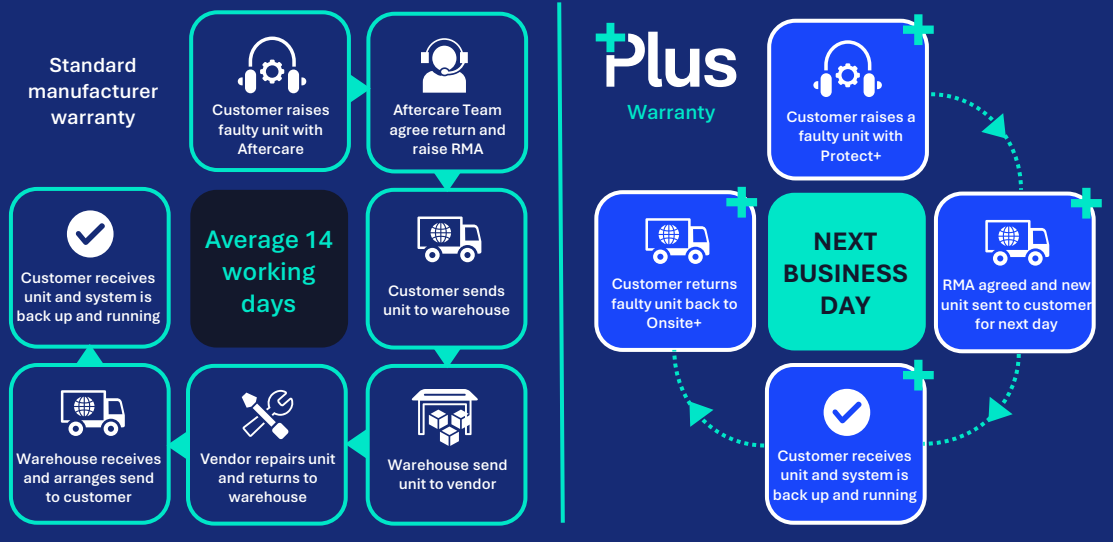 Standard
manufacturer
warranty
Customer raises
faulty unit with
Aftercare
Aftercare Team
agree return and
raise RMA
Customer sends
unit to warehouse
Warehouse send
unit to vendor
Vendor repairs unit
and returns to
warehouse
Warehouse receives
and arranges send
to customer
Customer receives
unit and system is
back up and running
Average 14
working
days
Plus
Warranty
Customer raises a
faulty unit with
Protect+
RMA agreed and new
unit sent to customer
for next day
Customer receives
unit and system is
back up and running
Customer returns
faulty unit back to
Onsite+
NEXT
BUSINESS
DAY